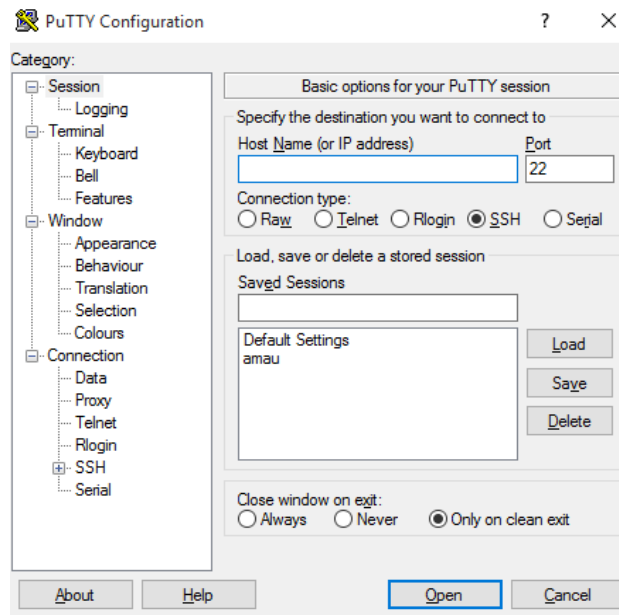 PuTTY Configuration ? ×
Category:
Session
Logging
Terminal
Keyboard
Bell
Features
Window
Appearance
Behaviour
Translation
Selection
Colours
Connection
Data
Proxy
Telnet
Rlogin
SSH
Serial
Basic options for your PuTTY session
Specify the destination you want to connect to
Host Name (or IP address) Port
22
Connection type:
Raw Telnet Rlogin SSH Serial
Load, save or delete a stored session
Saved Sessions
Default Settings
amau
Load
Save
Delete
Close window on exit:
Always Never Only on clean exit
About Help Open Cancel